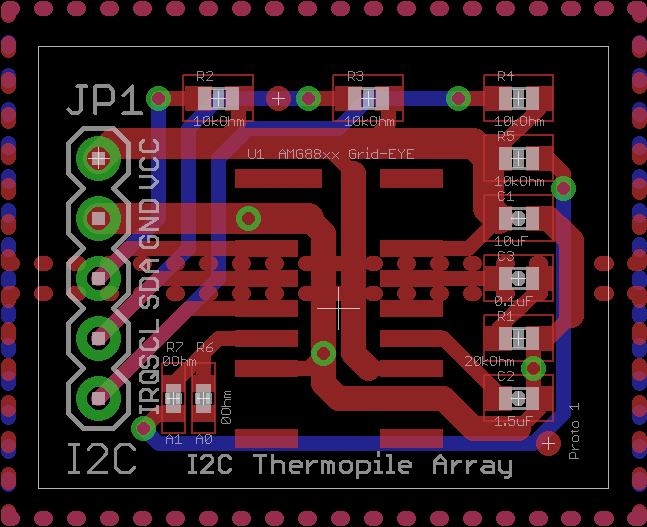 R2
R3
R4
JP1
10kOhm
10kOhm
10kOhm
R5
U1 AMG88xx Grid-EYE
10kOhm
C1
10uF
C3
0.1uF
R1
20kOhm
C2
1.5uF
VCC
GND
SDA
SCL
IRQ
R7
R6
0Ohm
0Ohm
A1
A0
I2C
I2C Thermopile Array
Proto 1